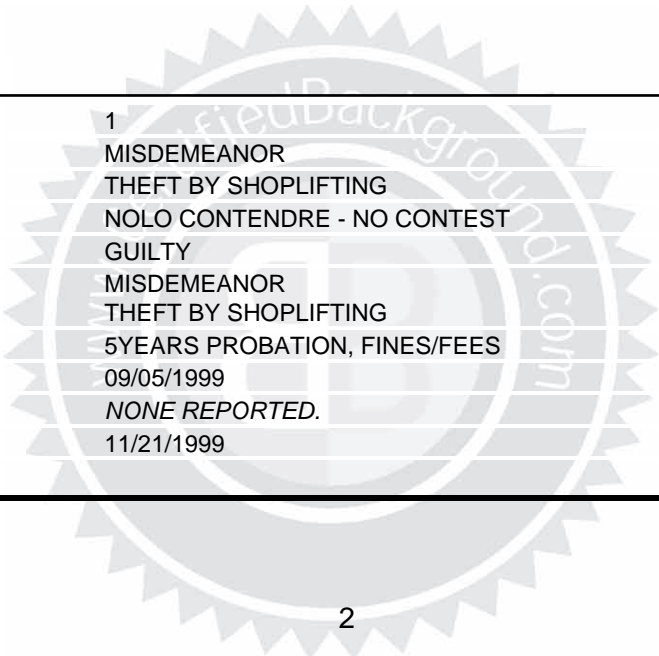 1
MISDEMEANOR
THEFT BY SHOPLIFTING
NOLO CONTENDRE - NO CONTEST
GUILTY
MISDEMEANOR
THEFT BY SHOPLIFTING
5YEARS PROBATION, FINES/FEES
09/05/1999
NONE REPORTED.
11/21/1999
2